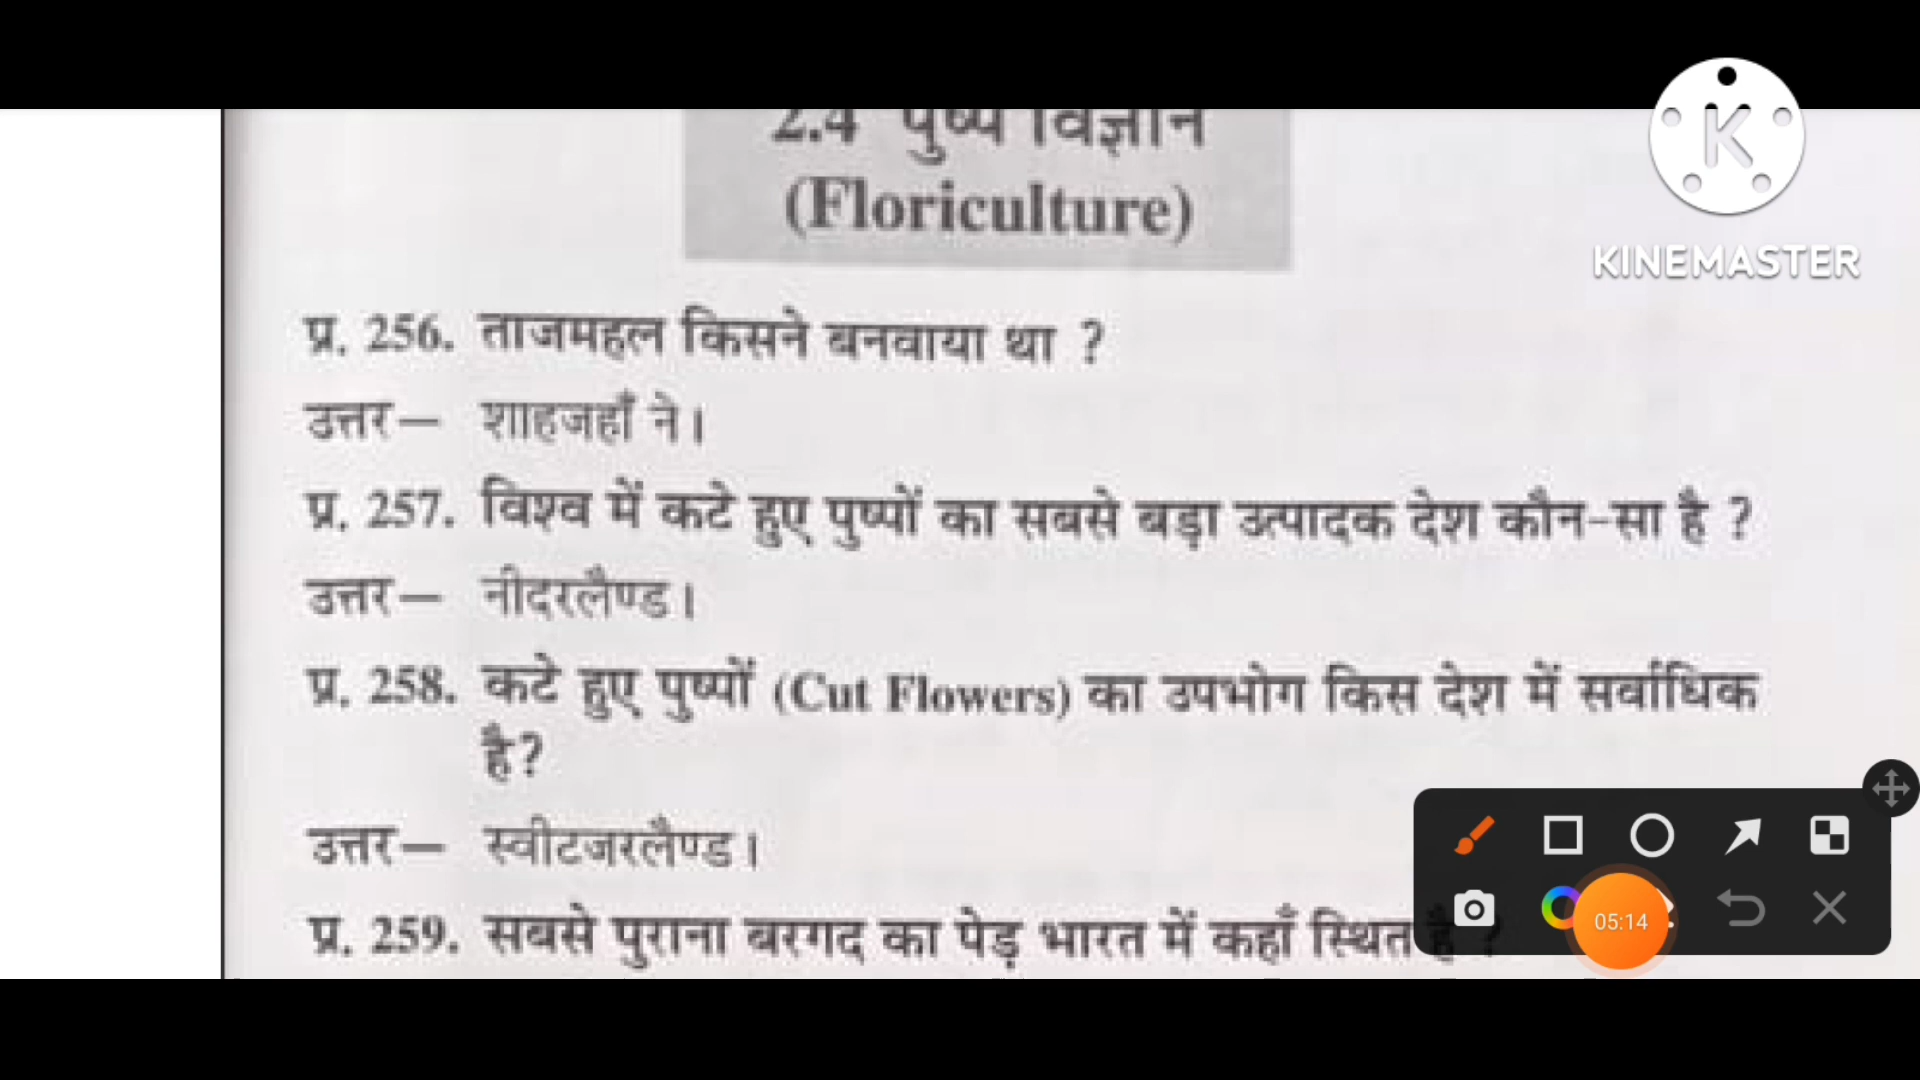 2.4 पुष्प विज्ञान
(Floriculture)
KINEMASTER
प्र. 256. ताजमहल किसने बनवाया था ?
उत्तर— शाहजहाँ ने।
प्र. 257. विश्व में कटे हुए पुष्पों का सबसे बड़ा उत्पादक देश कौन-सा है ?
उत्तर— नीदरलैण्ड।
प्र. 258. कटे हुए पुष्पों (Cut Flowers) का उपभोग किस देश में सर्वाधिक
है?
उत्तर— स्वीटजरलैण्ड।
प्र. 259. सबसे पुराना बरगद का पेड़ भारत में कहाँ स्थित है ?
05:14